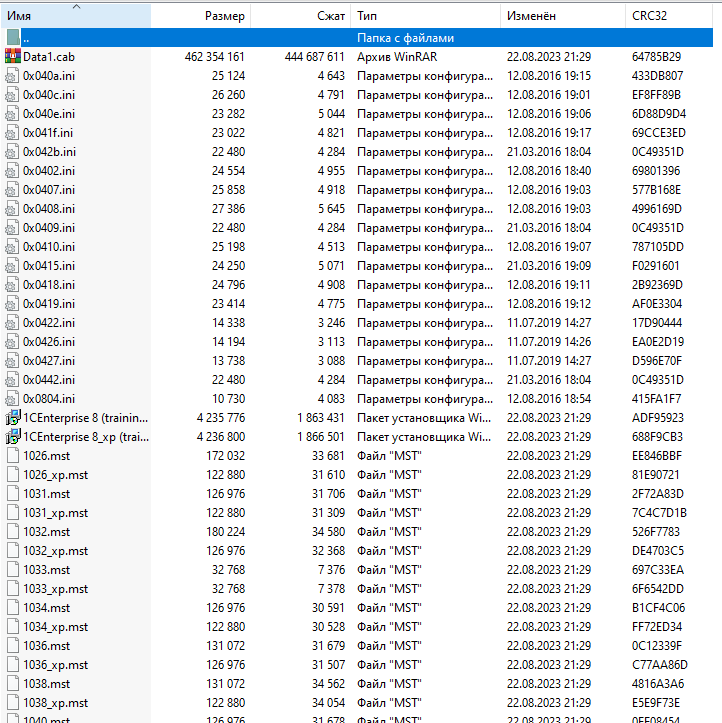 Имя Размер Сжат Тип Изменён CRC32
.. Папка с файлами
Data1.cab 462 354 161 444 687 611 Архив WinRAR 22.08.2023 21:29 64785B29
0x040a.ini 25 124 4 643 Параметры конфигура... 12.08.2016 19:15 433DB807
0x040c.ini 26 260 4 791 Параметры конфигура... 12.08.2016 19:01 EF8FF89B
0x040e.ini 23 282 5 044 Параметры конфигура... 12.08.2016 19:06 6D88D9D4
0x041f.ini 23 022 4 821 Параметры конфигура... 12.08.2016 19:17 69CCE3ED
0x042b.ini 22 480 4 284 Параметры конфигура... 21.03.2016 18:04 0C49351D
0x0402.ini 24 554 4 955 Параметры конфигура... 12.08.2016 18:40 69801396
0x0407.ini 25 858 4 918 Параметры конфигура... 12.08.2016 19:03 577B168E
0x0408.ini 27 386 5 645 Параметры конфигура... 12.08.2016 19:03 4996169D
0x0409.ini 22 480 4 284 Параметры конфигура... 21.03.2016 18:04 0C49351D
0x0410.ini 25 198 4 513 Параметры конфигура... 12.08.2016 19:07 787105DD
0x0415.ini 24 250 5 071 Параметры конфигура... 21.03.2016 19:09 F0291601
0x0418.ini 24 796 4 908 Параметры конфигура... 12.08.2016 19:11 2B92369D
0x0419.ini 23 414 4 775 Параметры конфигура... 12.08.2016 19:12 AF0E3304
0x0422.ini 14 338 3 246 Параметры конфигура... 11.07.2019 14:27 17D90444
0x0426.ini 14 194 3 113 Параметры конфигура... 11.07.2019 14:26 EA0E2D19
0x0427.ini 13 738 3 088 Параметры конфигура... 11.07.2019 14:27 D596E70F
0x0442.ini 22 480 4 284 Параметры конфигура... 21.03.2016 18:04 0C49351D
0x0804.ini 10 730 4 083 Параметры конфигура... 12.08.2016 18:54 415FA1F7
1CEnterprise 8 (trainin... 4 235 776 1 863 431 Пакет установщика Wi... 22.08.2023 21:29 ADF95923
1CEnterprise 8_xp (trai... 4 236 800 1 866 501 Пакет установщика Wi... 22.08.2023 21:29 688F9CB3
1026.mst 172 032 33 681 Файл "MST" 22.08.2023 21:29 EE846BBF
1026_xp.mst 122 880 31 610 Файл "MST" 22.08.2023 21:29 81E90721
1031.mst 126 976 31 706 Файл "MST" 22.08.2023 21:29 2F72A83D
1031_xp.mst 122 880 31 309 Файл "MST" 22.08.2023 21:29 7C4C7D1B
1032.mst 180 224 34 580 Файл "MST" 22.08.2023 21:29 526F7783
1032_xp.mst 126 976 32 368 Файл "MST" 22.08.2023 21:29 DE4703C5
1033.mst 32 768 7 376 Файл "MST" 22.08.2023 21:29 697C33EA
1033_xp.mst 32 768 7 378 Файл "MST" 22.08.2023 21:29 6F6542DD
1034.mst 126 976 30 591 Файл "MST" 22.08.2023 21:29 B1CF4C06
1034_xp.mst 122 880 30 528 Файл "MST" 22.08.2023 21:29 FF72ED34
1036.mst 131 072 31 679 Файл "MST" 22.08.2023 21:29 0C12339F
1036_xp.mst 126 976 31 507 Файл "MST" 22.08.2023 21:29 C77AA86D
1038.mst 131 072 34 562 Файл "MST" 22.08.2023 21:29 4816A3A6
1038_xp.mst 122 880 34 054 Файл "MST" 22.08.2023 21:29 E5E9F73E
1040.mst 126 976 31 678 Файл "MST" 22.08.2023 21:29